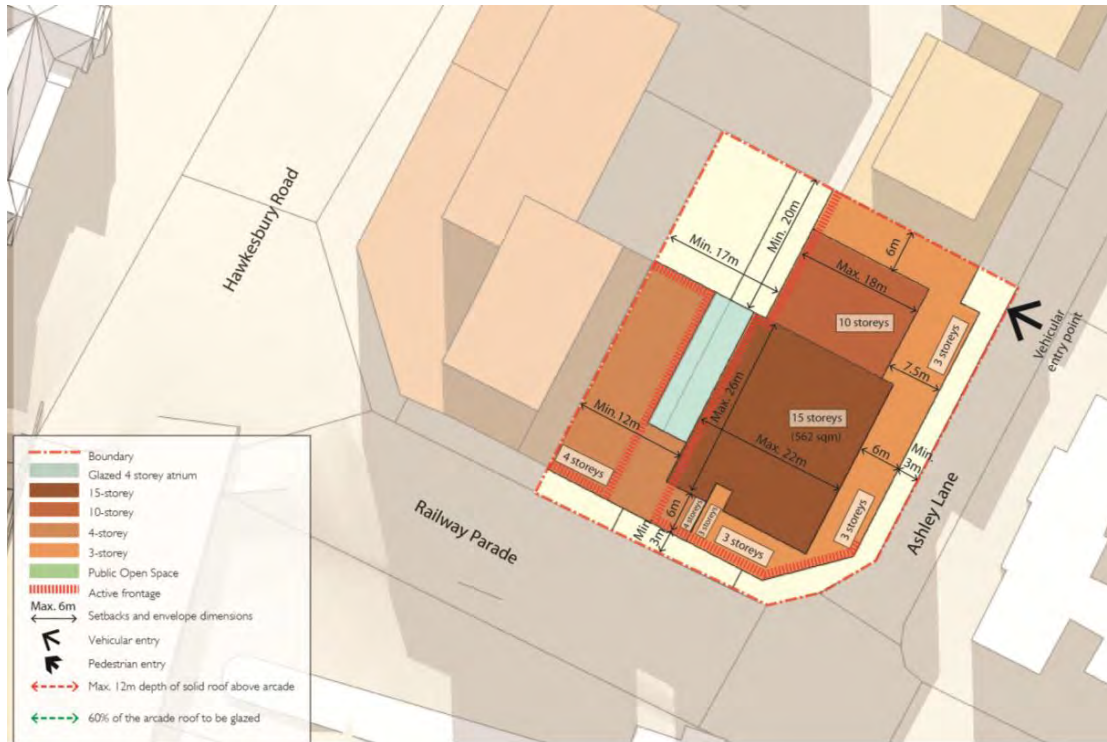 Hawkesbury Road
Min. 20m
Min. 17m
6m
Max. 18m
10 storeys
3 storeys
Vehicular
entry point
7.5m
Max. 26m
15 storeys
(562 sqm)
Max. 22m
Min. 12m
6m
Min.
3m
4 storeys
6m
4 storeys
3 storeys
3 storeys
3 storeys
Min.
3m
Railway Parade
Ashley Lane
Boundary
Glazed 4 storey atrium
15-storey
10-storey
4-storey
3-storey
Public Open Space
Active frontage
Max. 6m
Setbacks and envelope dimensions
Vehicular entry
Pedestrian entry
Max. 12m depth of solid roof above arcade
60% of the arcade roof to be glazed